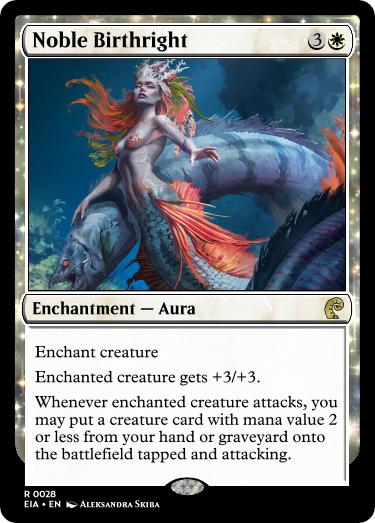 Noble Birthright 3
Enchantment — Aura
Enchant creature
Enchanted creature gets +3/+3.
Whenever enchanted creature attacks, you
may put a creature card with mana value 2
or less from your hand or graveyard onto
the battlefield tapped and attacking.
R 0028
EIA • EN Aleksandra Skiba